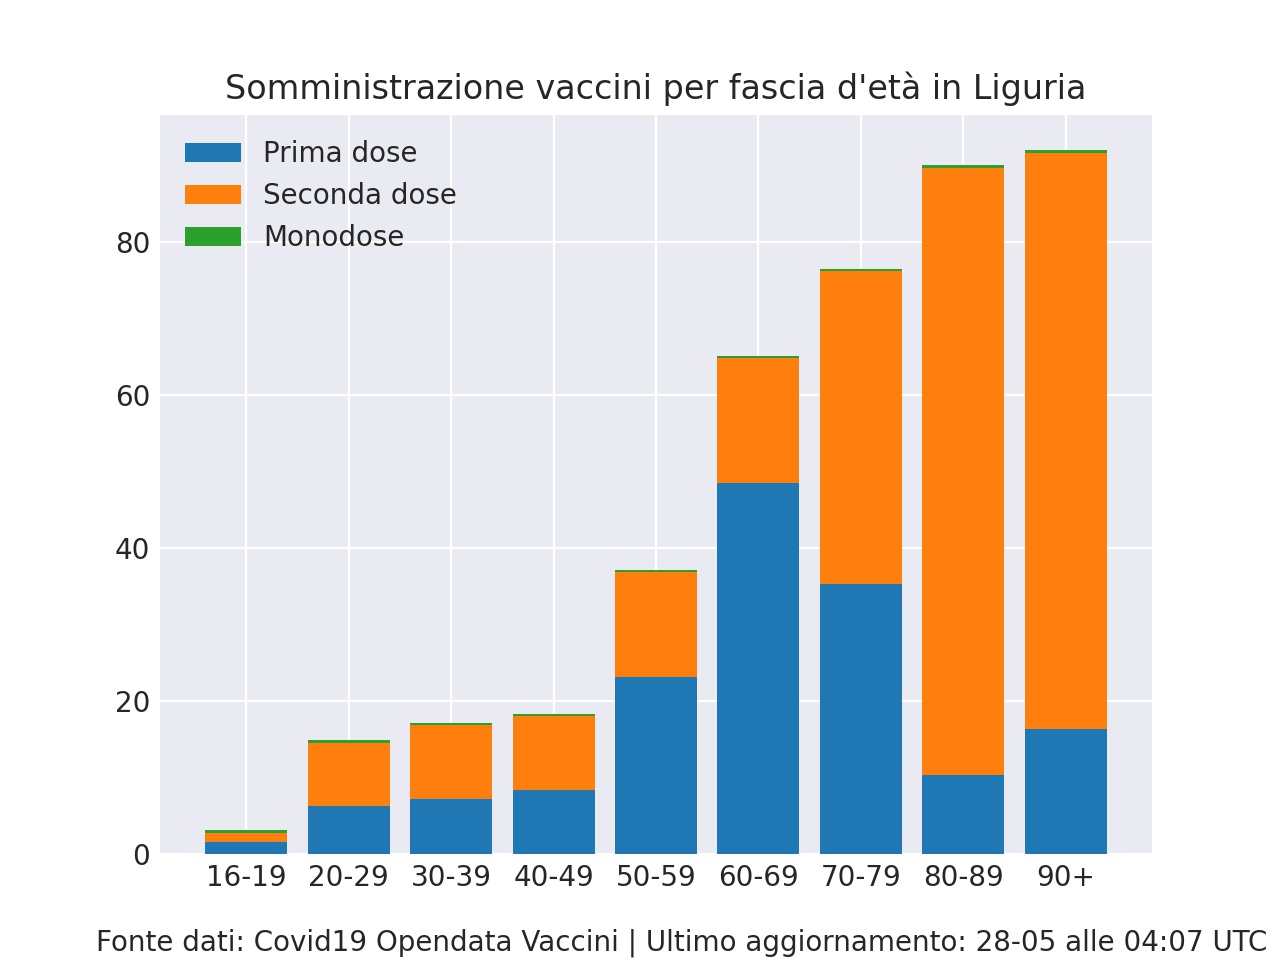 Somministrazione vaccini per fascia d'età in Liguria
Prima dose
Seconda dose
Monodose
80
60
40
20
0
16-19 20-29 30-39 40-49 50-59 60-69 70-79 80-89 90+
Fonte dati: Covid19 Opendata Vaccini | Ultimo aggiornamento: 28-05 alle 04:07 UTC